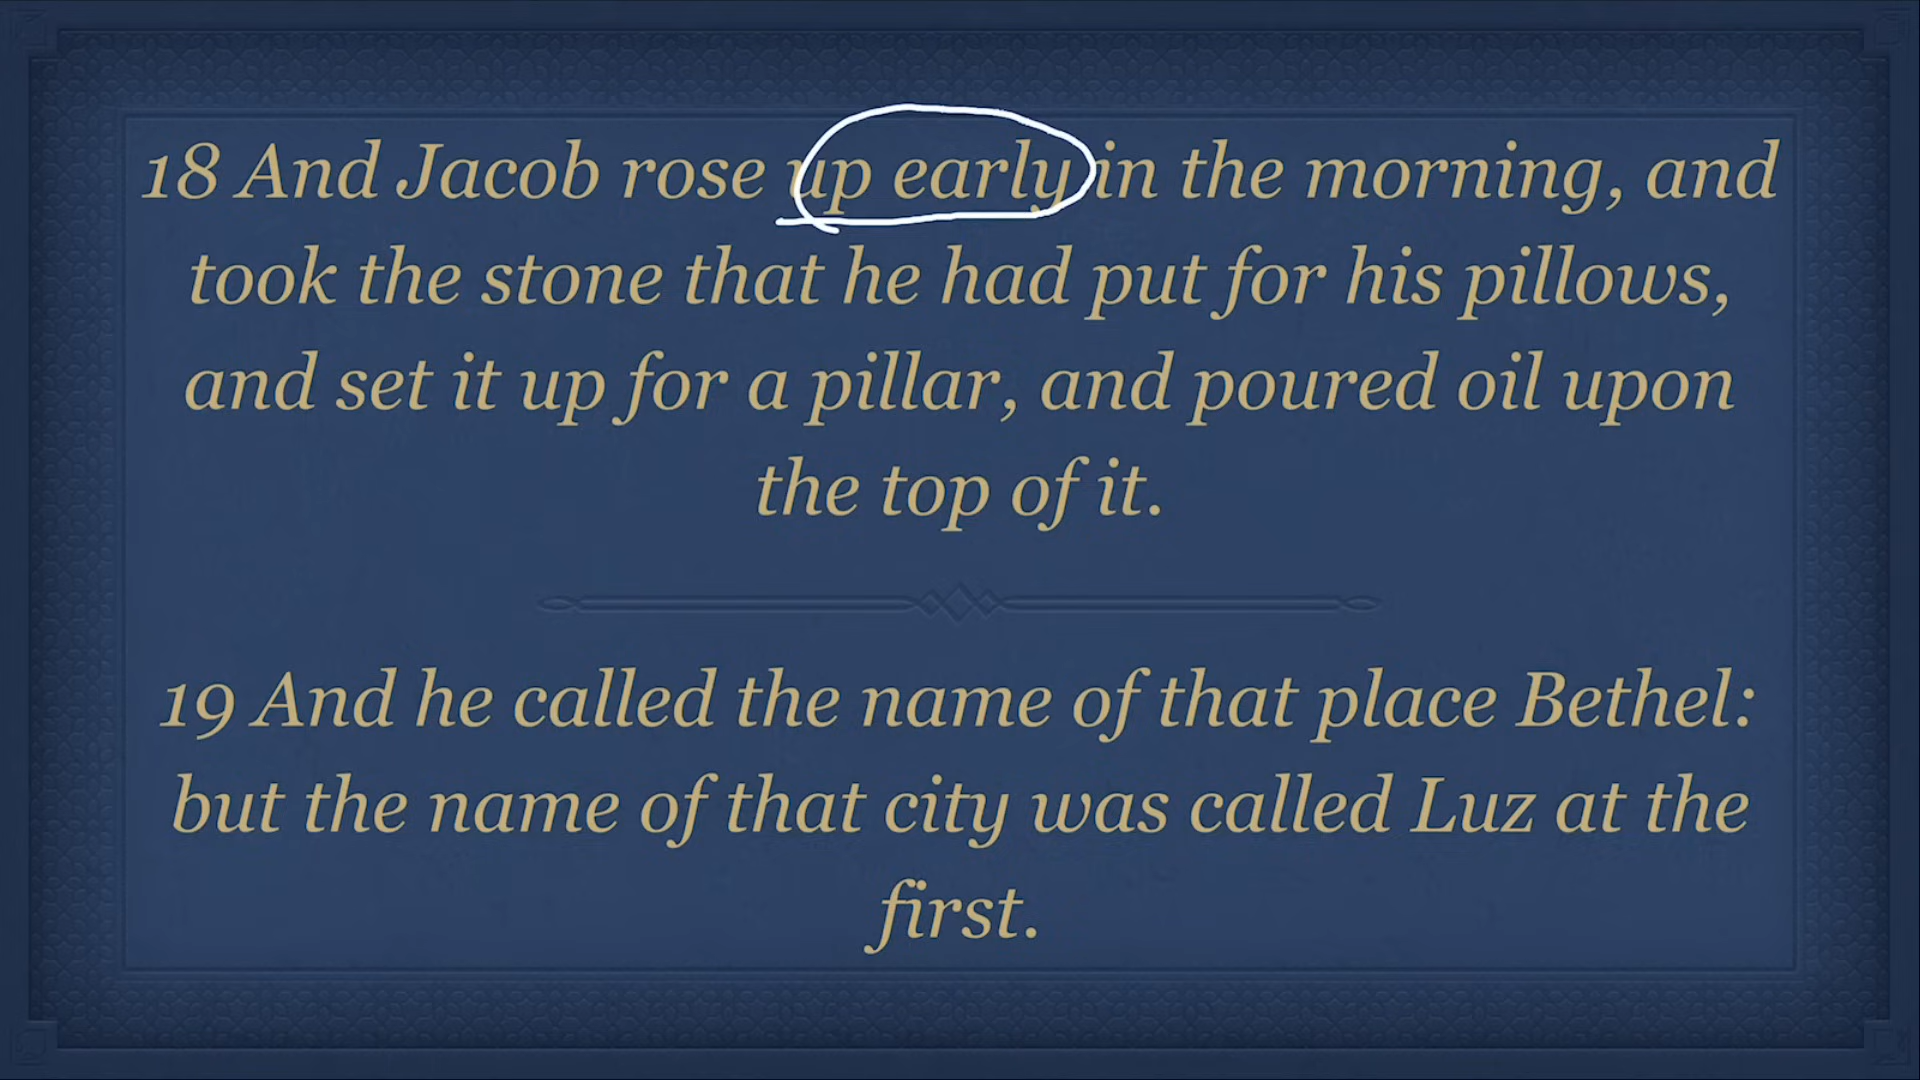 18 And Jacob rose up early in the morning, and
took the stone that he had put for his pillows,
and set it up for a pillar, and poured oil upon
the top of it.
19 And he called the name of that place Bethel:
but the name of that city was called Luz at the
first.